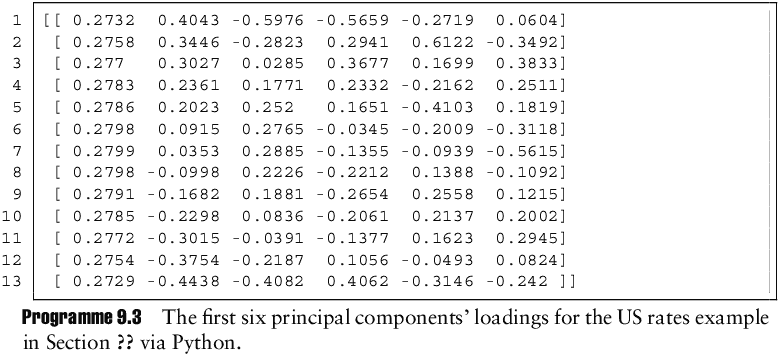 1 [[ 0.2732 0.4043 -0.5976 -0.5659 -0.2719 0.0604]
2 [ 0.2758 0.3446 -0.2823 0.2941 0.6122 -0.3492]
3 [ 0.277 0.3027 0.0285 0.3677 0.1699 0.3833]
4 [ 0.2783 0.2361 0.1771 0.2332 -0.2162 0.2511]
5 [ 0.2786 0.2023 0.252 0.1651 -0.4103 0.1819]
6 [ 0.2798 0.0915 0.2765 -0.0345 -0.2009 -0.3118]
7 [ 0.2799 0.0353 0.2885 -0.1355 -0.0939 -0.5615]
8 [ 0.2798 -0.0998 0.2226 -0.2212 0.1388 -0.1092]
9 [ 0.2791 -0.1682 0.1881 -0.2654 0.2558 0.1215]
10 [ 0.2785 -0.2298 0.0836 -0.2061 0.2137 0.2002]
11 [ 0.2772 -0.3015 -0.0391 -0.1377 0.1623 0.2945]
12 [ 0.2754 -0.3754 -0.2187 0.1056 -0.0493 0.0824]
13 [ 0.2729 -0.4438 -0.4082 0.4062 -0.3146 -0.242 ]]
Programme 9.3 The first six principal components' loadings for the US rates example
in Section ?? via Python.